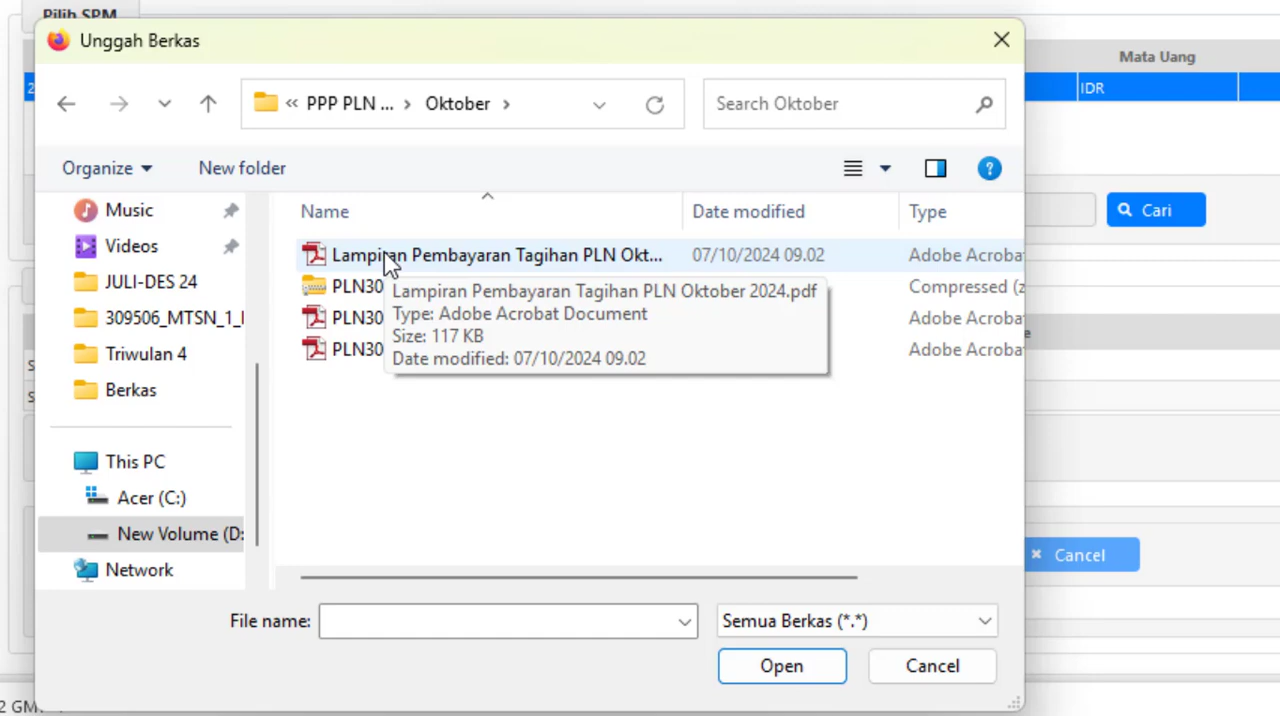 Pilih SPM
Unggah Berkas
Mata Uang
2
IDR
« PPP PLN ... › Oktober ›
Search Oktober
Organize
New folder
?
Music
Videos
JULI-DES 24
309506_MTSN_1_
Triwulan 4
Berkas
This PC
Acer (C:)
New Volume (D:
Network
Name
Date modified
Type
Cari
Lampiran Pembayaran Tagihan PLN Okt...
07/10/2024 09.02
Adobe Acroba
PLN30
Compressed (z
PLN30
Adobe Acroba
PLN30
Adobe Acroba
Lampiran Pembayaran Tagihan PLN Oktober 2024.pdf
Type: Adobe Acrobat Document
Size: 117 KB
Date modified: 07/10/2024 09.02
Cancel
File name:
Semua Berkas (*.*)
Open
Cancel